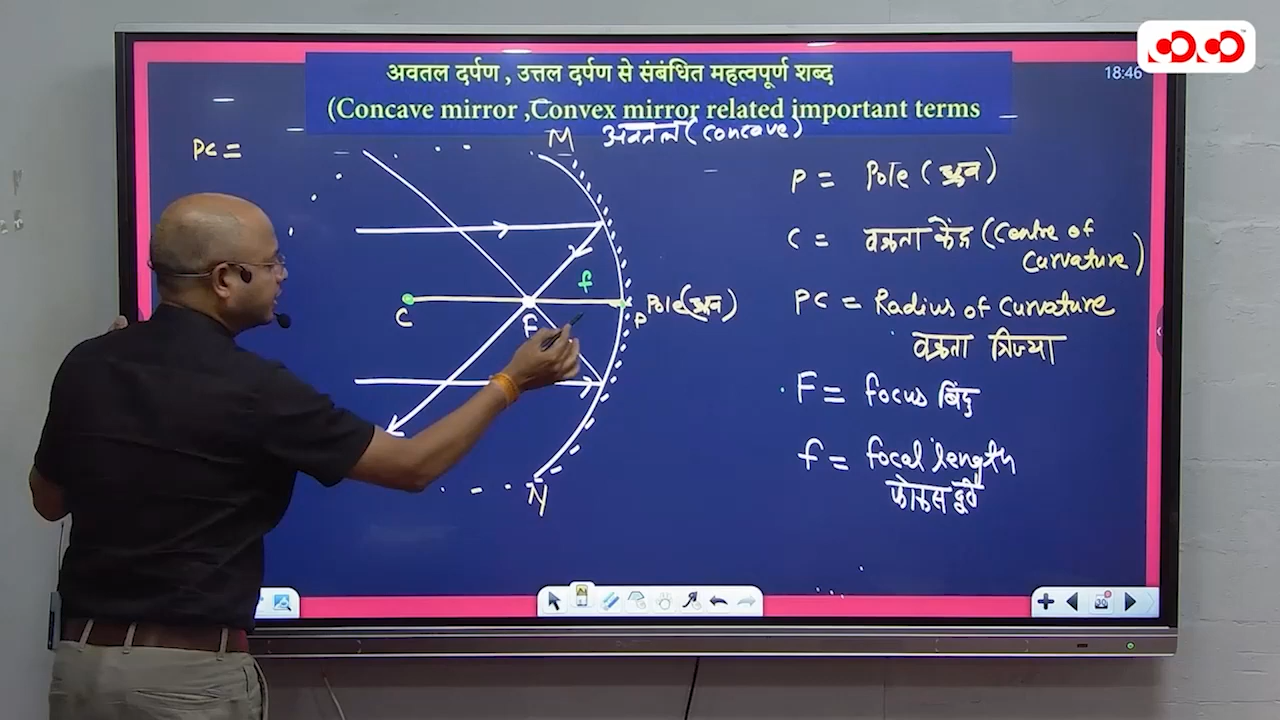 18:46
अवतल दर्पण , उत्तल दर्पण से संबंधित महत्वपूर्ण शब्द
(Concave mirror ,Convex mirror related important terms
PC =
M अवतल (Concave)
P = Pole (ध्रुव)
C = वक्रता केंद्र (Centre of Curvature)
f
C
F
P Pole(ध्रुव)
PC = Radius of Curvature
वक्रता त्रिज्या
F = focus बिंदु
f = focal length
फोकस दूरी
N
30